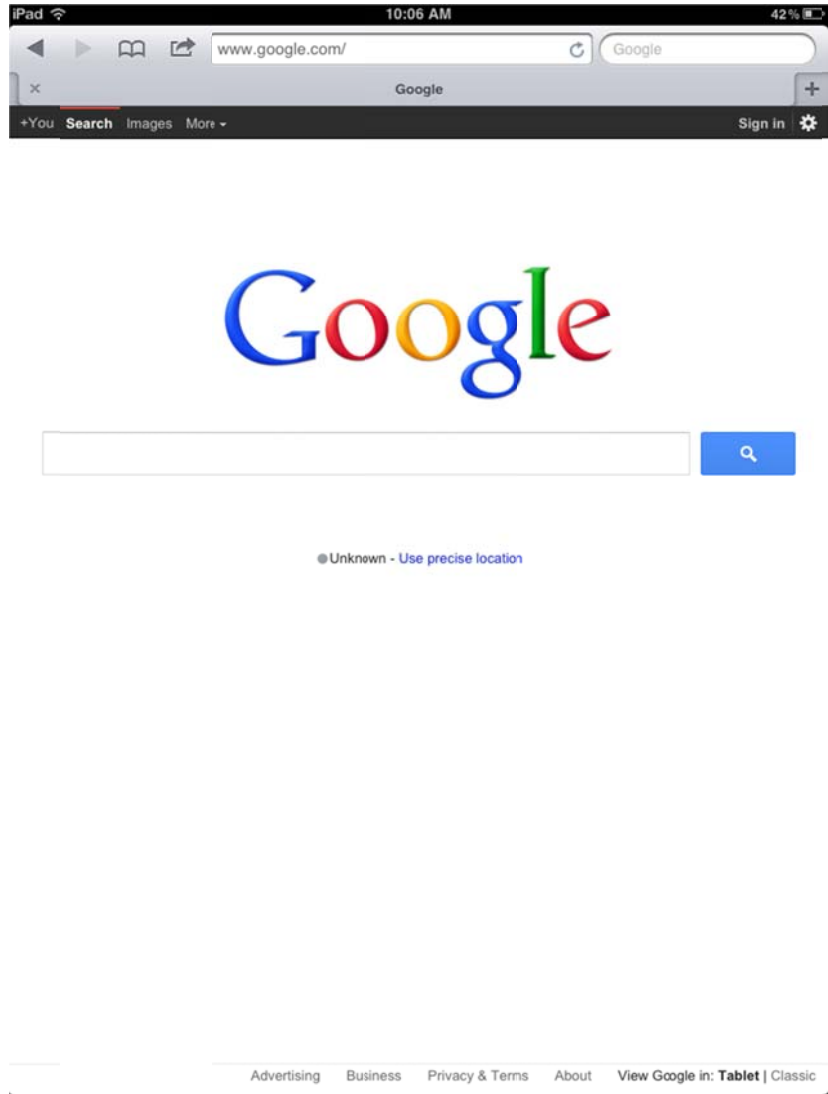 iPad 10:06 AM 42%
www.google.com/ Google
Google
+You Search Images More Sign in
Google
Unknown - Use precise location
Advertising Business Privacy & Terms About View Google in: Tablet | Classic